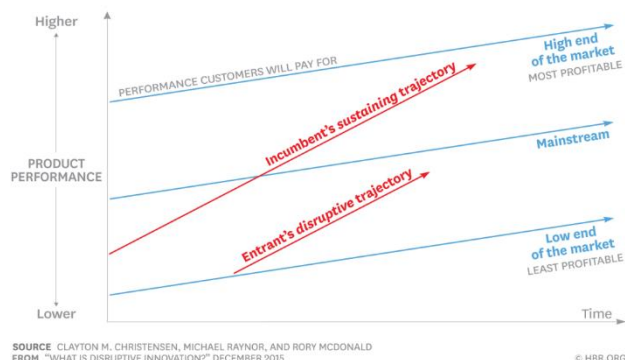 Higher
High end
of the market
MOST PROFITABLE
PERFORMANCE CUSTOMERS WILL PAY FOR
Incumbent's sustaining trajectory
Mainstream
PRODUCT
PERFORMANCE
Entrant's disruptive trajectory
Low end
of the market
LEAST PROFITABLE
Lower
Time
SOURCE CLAYTON M. CHRISTENSEN, MICHAEL RAYNOR, AND RORY MCDONALD
FROM "WHAT IS DISRUPTIVE INNOVATION?" DECEMBER 2015
© HBR.ORG